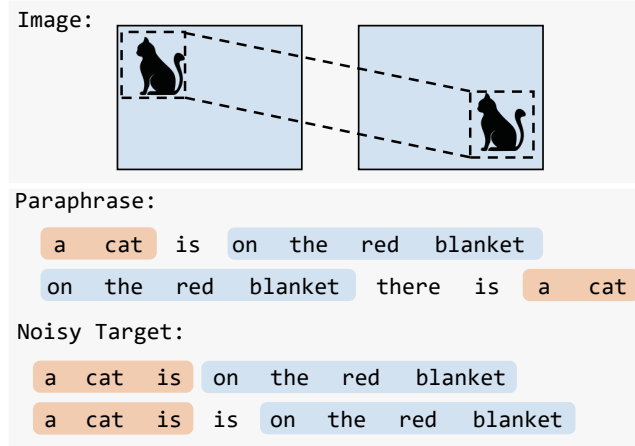 Image:
Paraphrase:
a cat is on the red blanket
on the red blanket there is a cat
Noisy Target:
a cat is on the red blanket
a cat is is on the red blanket